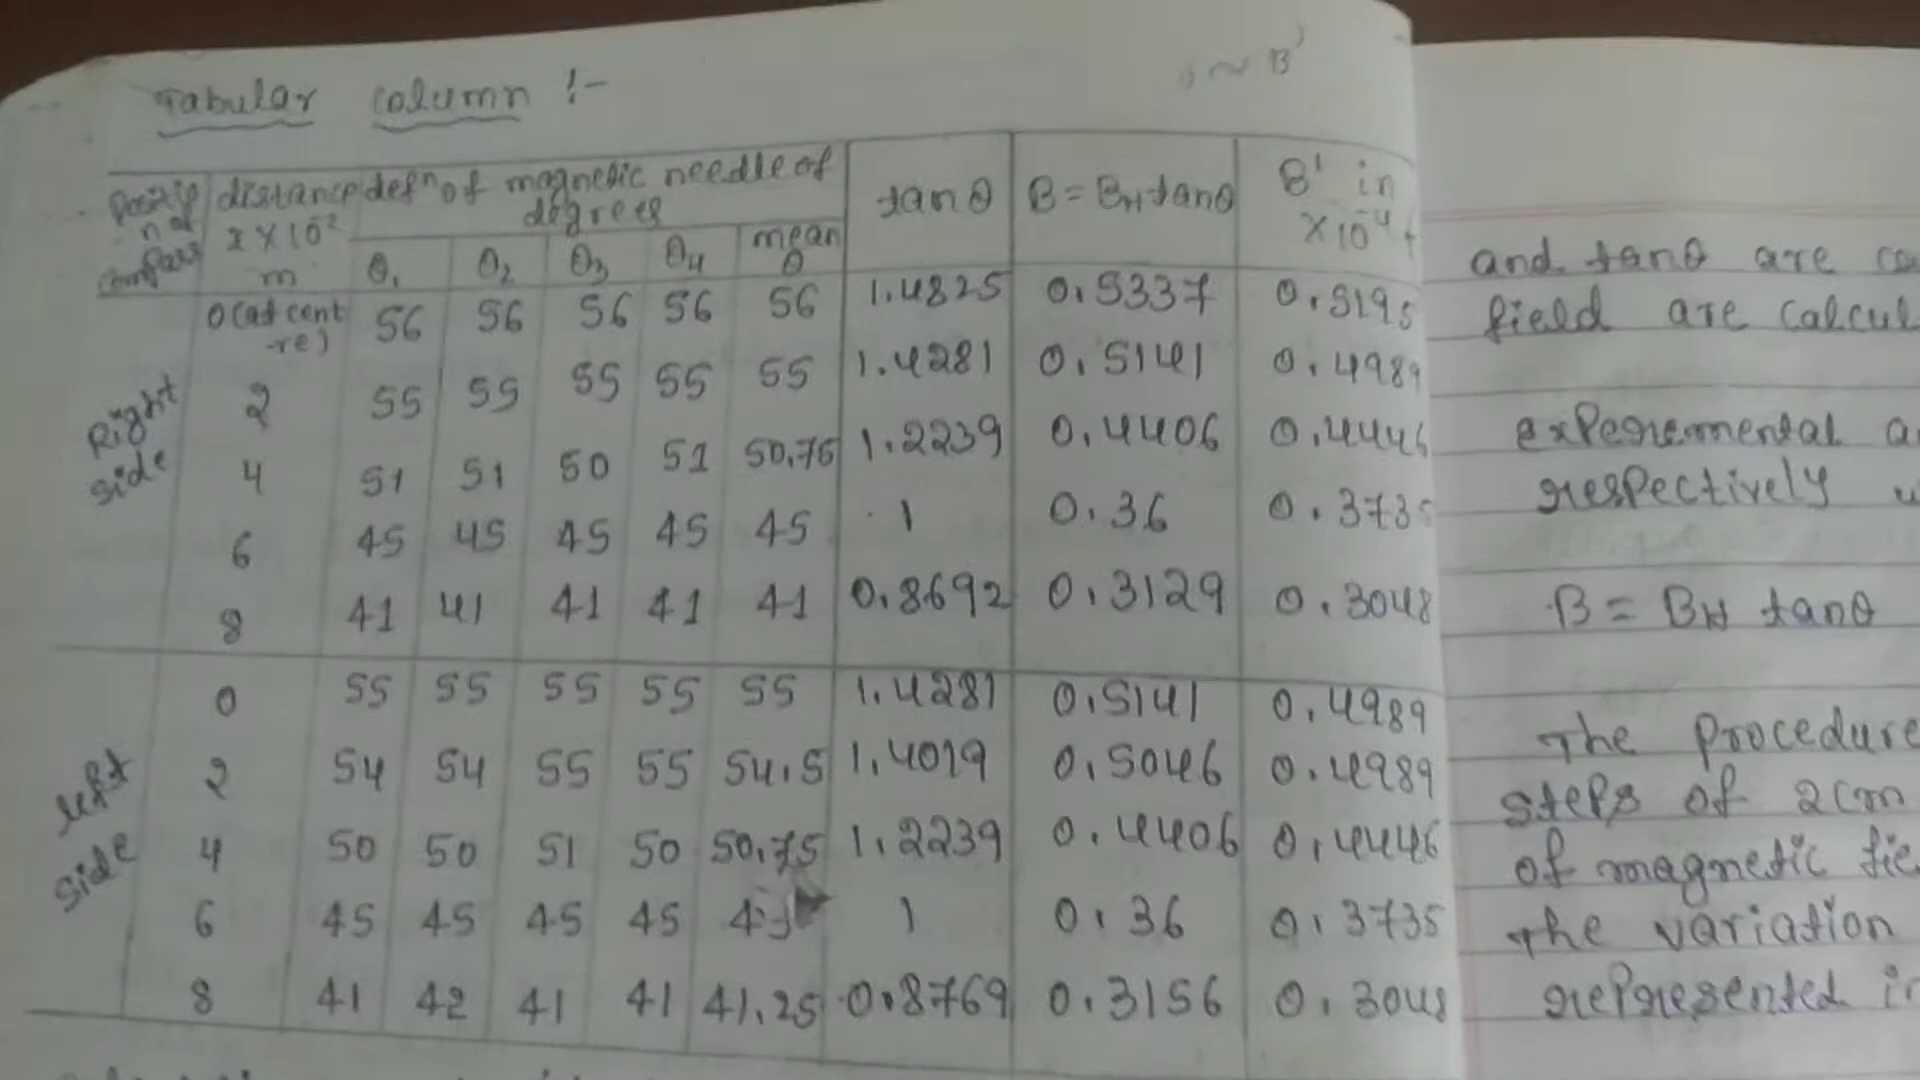 Tabular column :-
Position of compass distance x × 10⁻² m defⁿ of magnetic needle of degrees tan θ B = BH tanθ B' in × 10⁻⁴
θ₁ θ₂ θ₃ θ₄ mean θ
Right side
0 (at centre) 56 56 56 56 56 1.4825 0.5337 0.5195
2 55 55 55 55 55 1.4281 0.5141 0.4989
4 51 51 50 51 50.75 1.2239 0.4406 0.4446
6 45 45 45 45 45 1 0.36 0.3735
8 41 41 41 41 41 0.8692 0.3129 0.3048
left side
0 55 55 55 55 55 1.4281 0.5141 0.4989
2 54 54 55 55 54.5 1.4019 0.5046 0.4989
4 50 50 51 50 50.75 1.2239 0.4406 0.4446
6 45 45 45 45 1 0.36 0.3735
8 41 42 41 41 41.25 0.8769 0.3156 0.3048
and tanθ are
field are calcul
experemental
respectively
B = BH tanθ
The procedure
steps of 2cm
of magnetic fie
the variation
represented in